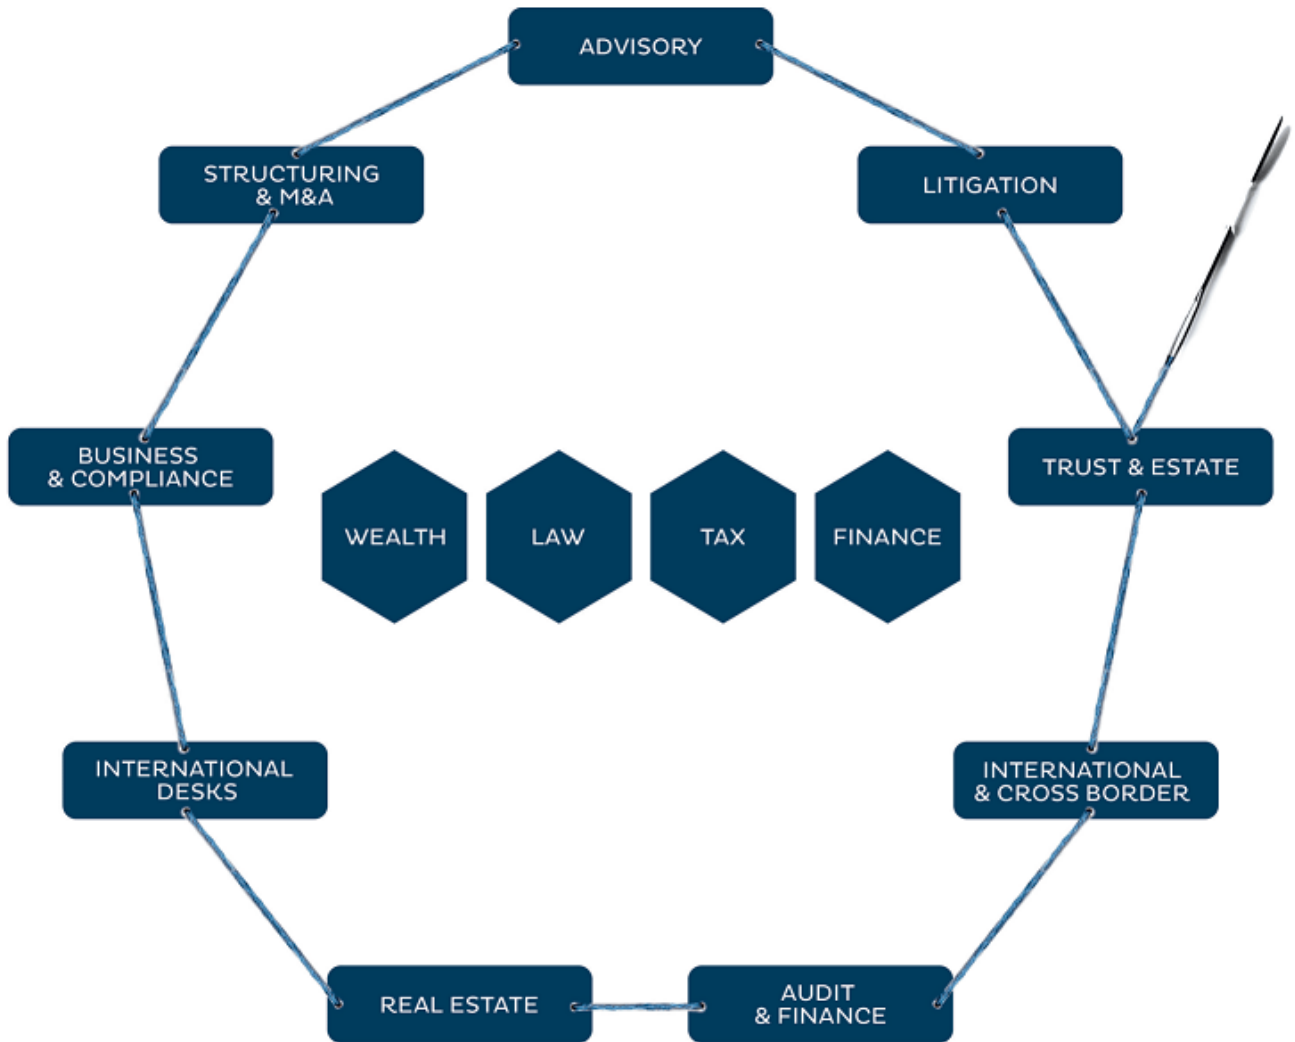 ADVISORY
STRUCTURING
& M&A
LITIGATION
BUSINESS
& COMPLIANCE
TRUST & ESTATE
WEALTH
LAW
TAX
FINANCE
INTERNATIONAL
DESKS
INTERNATIONAL
& CROSS BORDER
REAL ESTATE
AUDIT
& FINANCE